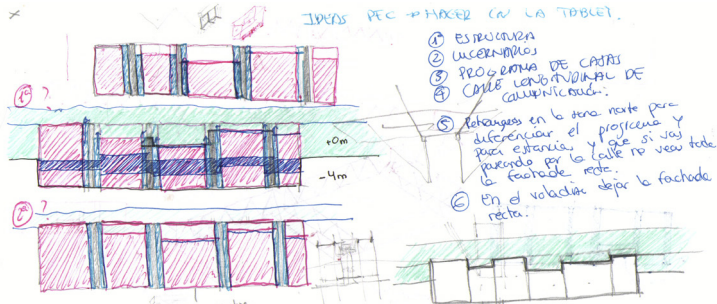 IDEAS PFC → HACER CON LA TABLET.
① ESTRUCTURA
② LUCERNARIOS
③ PROGRAMA DE CAJAS
④ CALLE LONGITUDINAL DE
COMUNICACIÓN.
⑤ Retranqueos en la zona norte para
diferenciar el programa y
para estancia y que si vas
paseando por la calle no veas toda
la fachada recta.
⑥ En el voladizo dejar la fachada
recta.
1º ?
+0m
-4m
2º ?